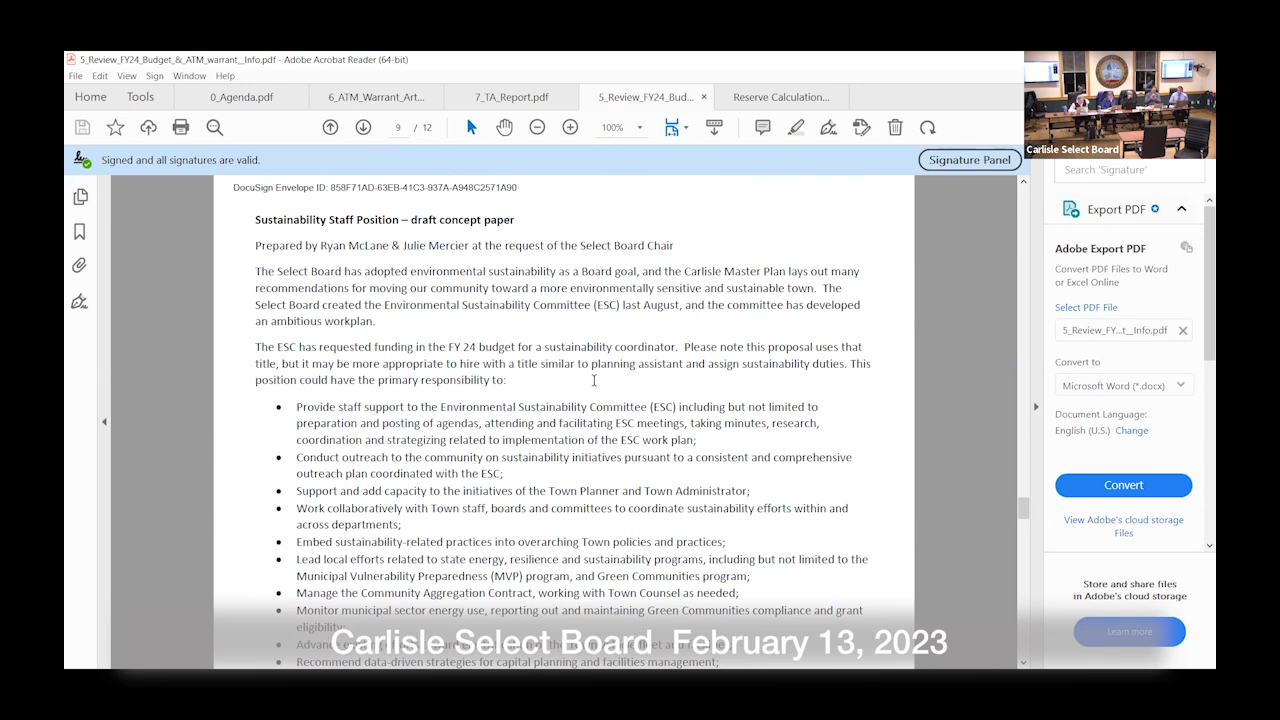 5_Review_FY24_Budget_&_ATM_warrant__Info.pdf - Adobe Acrobat Reader (64-bit)
File Edit View Sign Window Help
Home Tools 0_Agenda.pdf 6_ATM_Warrant_Art... 7_TA_Report.pdf 5_Review_FY24_Bud... × Reserve Calculation...
9 / 12 100%
Carlisle Select Board
Signed and all signatures are valid. Signature Panel
Search 'Signature'
DocuSign Envelope ID: 858F71AD-63EB-41C3-937A-A948C2571A90
Sustainability Staff Position – draft concept paper
Prepared by Ryan McLane & Julie Mercier at the request of the Select Board Chair
The Select Board has adopted environmental sustainability as a Board goal, and the Carlisle Master Plan lays out many
recommendations for moving our community toward a more environmentally sensitive and sustainable town. The
Select Board created the Environmental Sustainability Committee (ESC) last August, and the committee has developed
an ambitious workplan.
The ESC has requested funding in the FY 24 budget for a sustainability coordinator. Please note this proposal uses that
title, but it may be more appropriate to hire with a title similar to planning assistant and assign sustainability duties. This
position could have the primary responsibility to:
• Provide staff support to the Environmental Sustainability Committee (ESC) including but not limited to
preparation and posting of agendas, attending and facilitating ESC meetings, taking minutes, research,
coordination and strategizing related to implementation of the ESC work plan;
• Conduct outreach to the community on sustainability initiatives pursuant to a consistent and comprehensive
outreach plan coordinated with the ESC;
• Support and add capacity to the initiatives of the Town Planner and Town Administrator;
• Work collaboratively with Town staff, boards and committees to coordinate sustainability efforts within and
across departments;
• Embed sustainability-related practices into overarching Town policies and practices;
• Lead local efforts related to state energy, resilience and sustainability programs, including but not limited to the
Municipal Vulnerability Preparedness (MVP) program, and Green Communities program;
• Manage the Community Aggregation Contract, working with Town Counsel as needed;
• Monitor municipal sector energy use, reporting out and maintaining Green Communities compliance and grant
eligibility;
• Advance
• Recommend data-driven strategies for capital planning and facilities management;
Export PDF
Adobe Export PDF
Convert PDF Files to Word
or Excel Online
Select PDF File
5_Review_FY...t__Info.pdf
Convert to
Microsoft Word (*.docx)
Document Language:
English (U.S.) Change
Convert
View Adobe's cloud storage
Files
Store and share files
in Adobe's cloud storage
Learn more
Carlisle Select Board February 13, 2023